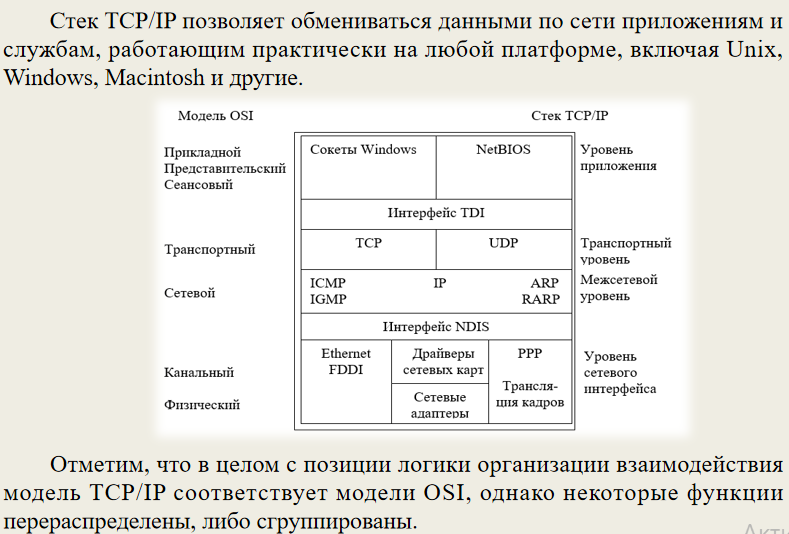 Стек TCP/IP позволяет обмениваться данными по сети приложениям и
службам, работающим практически на любой платформе, включая Unix,
Windows, Macintosh и другие.
Модель OSI
Стек TCP/IP
Прикладной
Представительский
Сеансовый
Сокеты Windows
NetBIOS
Уровень
приложения
Интерфейс TDI
Транспортный
TCP
UDP
Транспортный
уровень
Сетевой
ICMP IP ARP
IGMP RARP
Межсетевой
уровень
Интерфейс NDIS
Канальный
Физический
Ethernet
FDDI
Драйверы
сетевых карт
Сетевые
адаптеры
PPP
Трансля-
ция кадров
Уровень
сетевого
интерфейса
Отметим, что в целом с позиции логики организации взаимодействия
модель TCP/IP соответствует модели OSI, однако некоторые функции
перераспределены, либо сгруппированы.